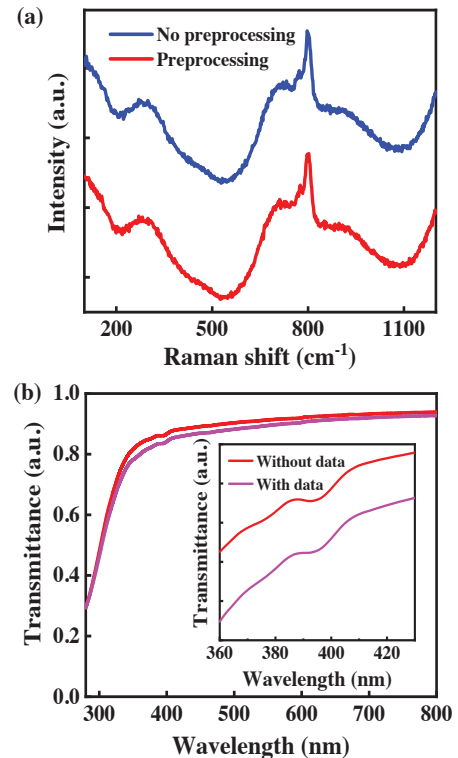 (a)
No preprocessing
Preprocessing
Intensity (a.u.)
200 500 800 1100
Raman shift (cm⁻¹)
(b)
1.0
0.8
0.6
0.4
0.2
0.0
Transmittance (a.u.)
Without data
With data
Transmittance (a.u.)
360 380 400 420
Wavelength (nm)
300 400 500 600 700 800
Wavelength (nm)